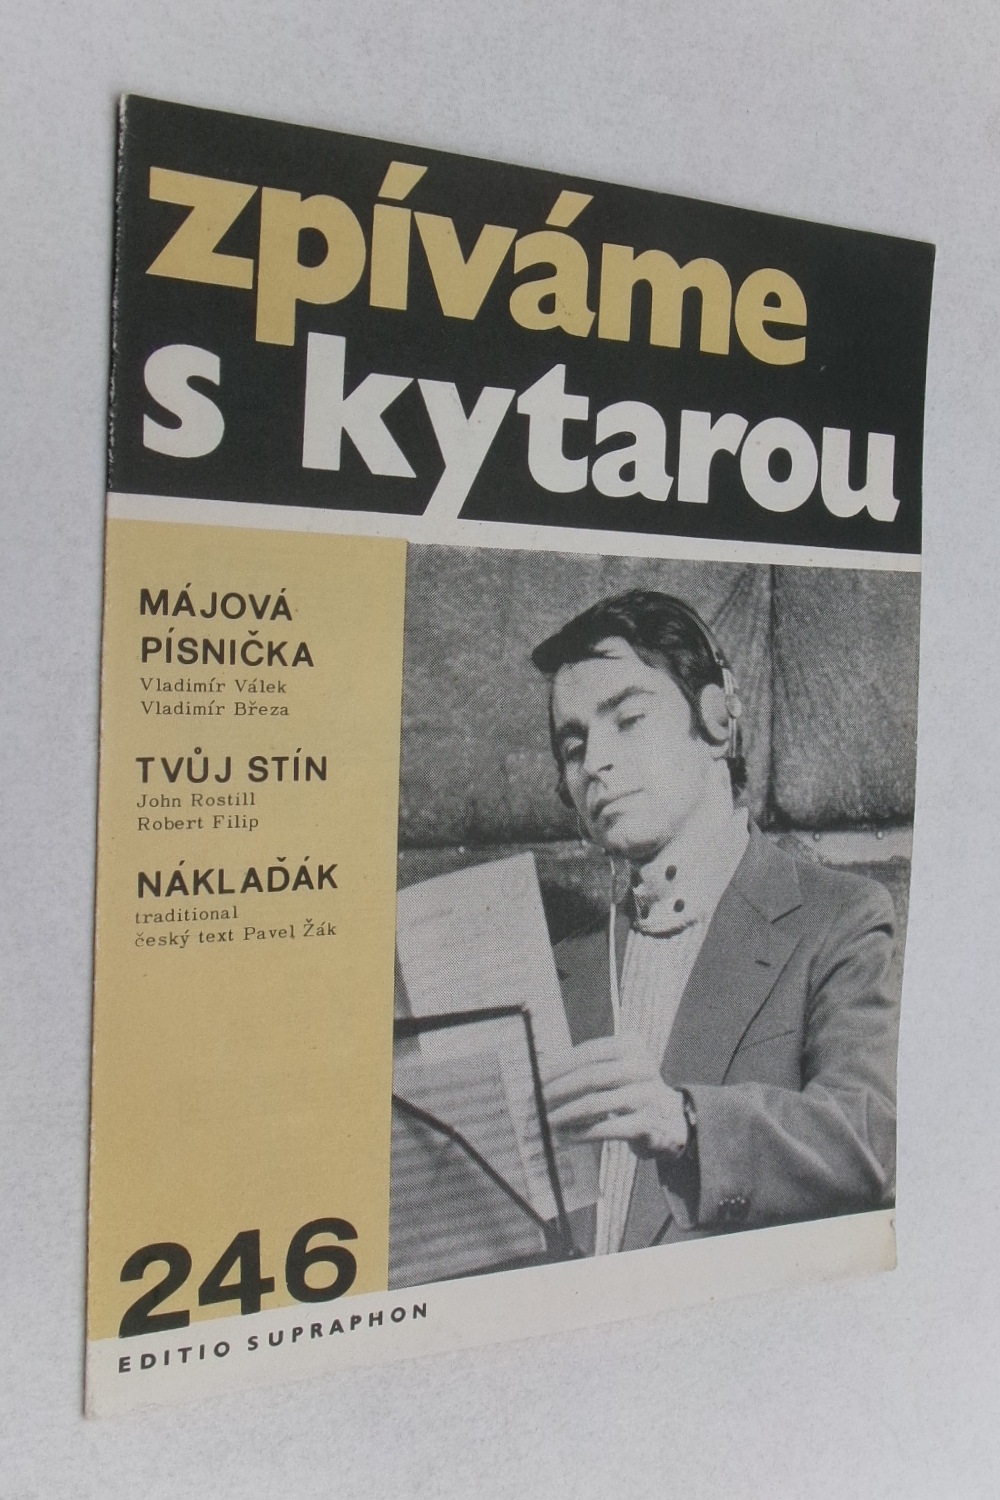 zpíváme
s kytarou
MÁJOVÁ
PÍSNIČKA
Vladimír Válek
Vladimír Březa
TVŮJ STÍN
John Rostill
Robert Filip
NÁKLAĎÁK
traditional
český text Pavel Žák
246
EDITIO SUPRAPHON